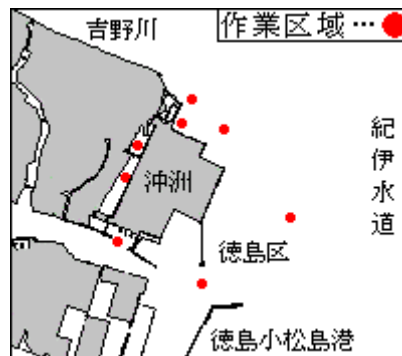 吉野川
作業区域…●
紀伊水道
沖洲
徳島区
徳島小松島港